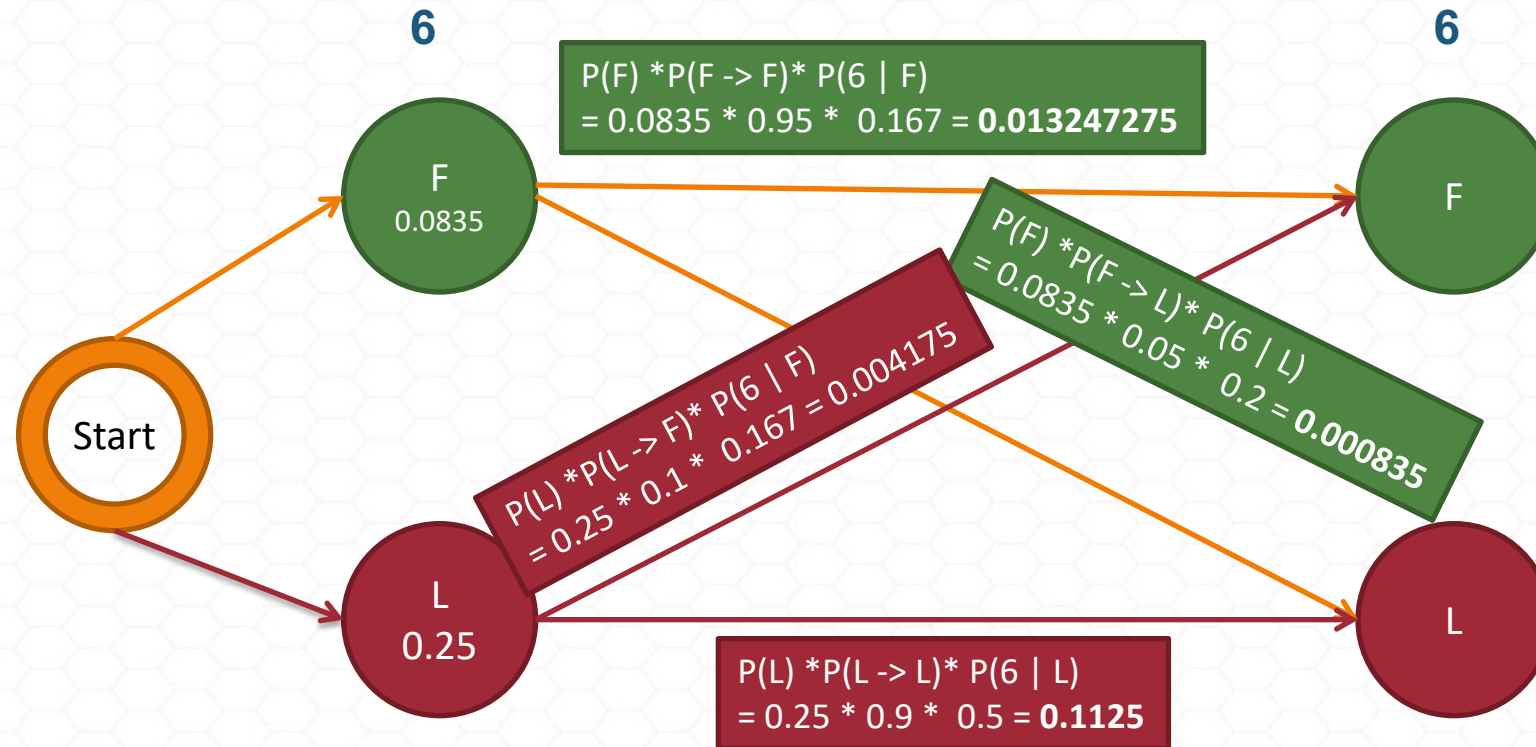 6
6
P(F) *P(F -> F)* P(6 | F)
= 0.0835 * 0.95 * 0.167 = 0.013247275
F
0.0835
F
P(F) *P(F -> L)* P(6 | L)
= 0.0835 * 0.05 * 0.2 = 0.000835
P(L) *P(L -> F)* P(6 | F)
= 0.25 * 0.1 * 0.167 = 0.004175
Start
L
0.25
L
P(L) *P(L -> L)* P(6 | L)
= 0.25 * 0.9 * 0.5 = 0.1125